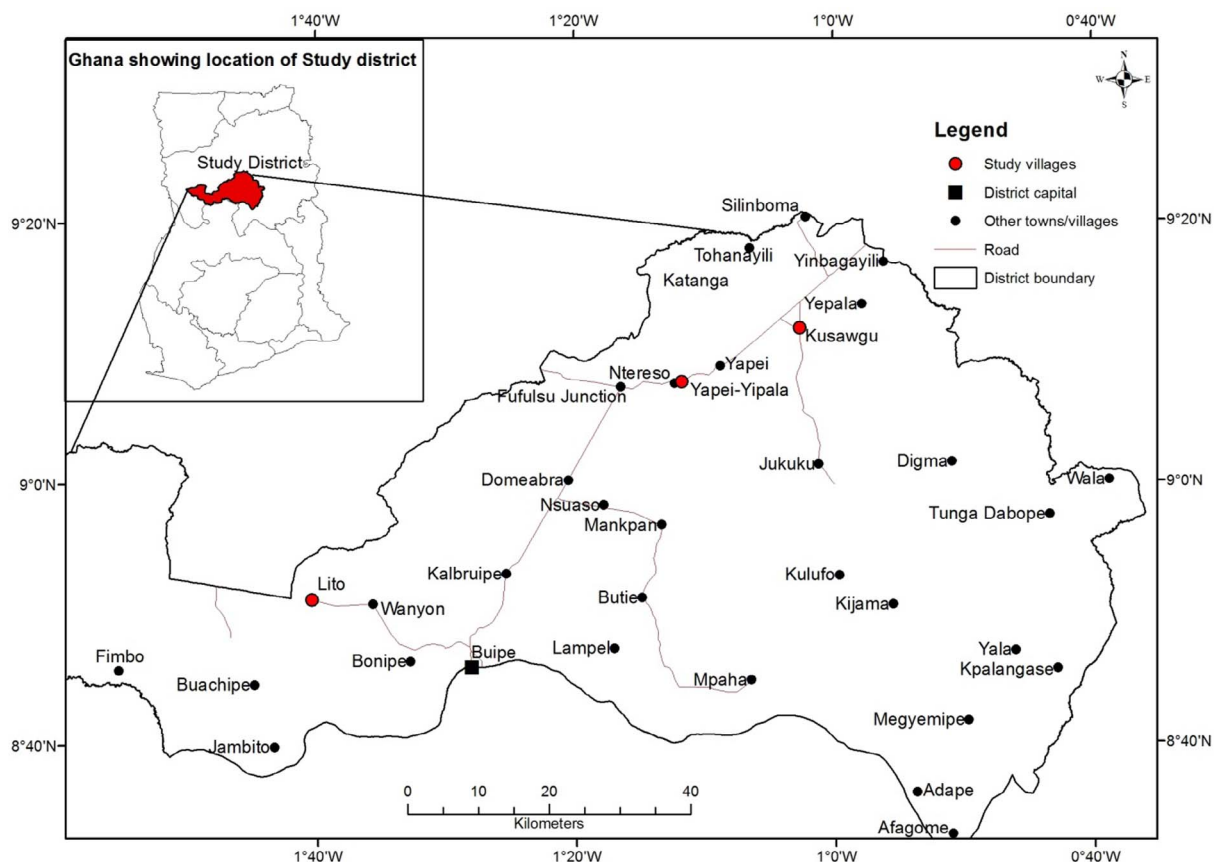 1°40'W
1°20'W
1°0'W
0°40'W
Ghana showing location of Study district
Study District
N
W
E
S
Legend
Study villages
District capital
Other towns/villages
Road
District boundary
9°20'N
9°20'N
Silinboma
Tohanayili
Yinbagayili
Katanga
Yepala
Kusawgu
Yapei
Ntereso
Yapei-Yipala
Fufulsu Junction
Jukuku
Digma
Domeabra
9°0'N
9°0'N
Wala
Nsuaso
Mankpan
Tunga Dabope
Kalbruipe
Kulufo
Lito
Wanyon
Butie
Kijama
Fimbo
Bonipe
Buipe
Lampel
Yala
Kpalangase
Buachipe
Mpaha
Megyemipe
Jambito
8°40'N
8°40'N
Adape
Afagome
0 10 20 40
Kilometers
1°40'W
1°20'W
1°0'W
0°40'W